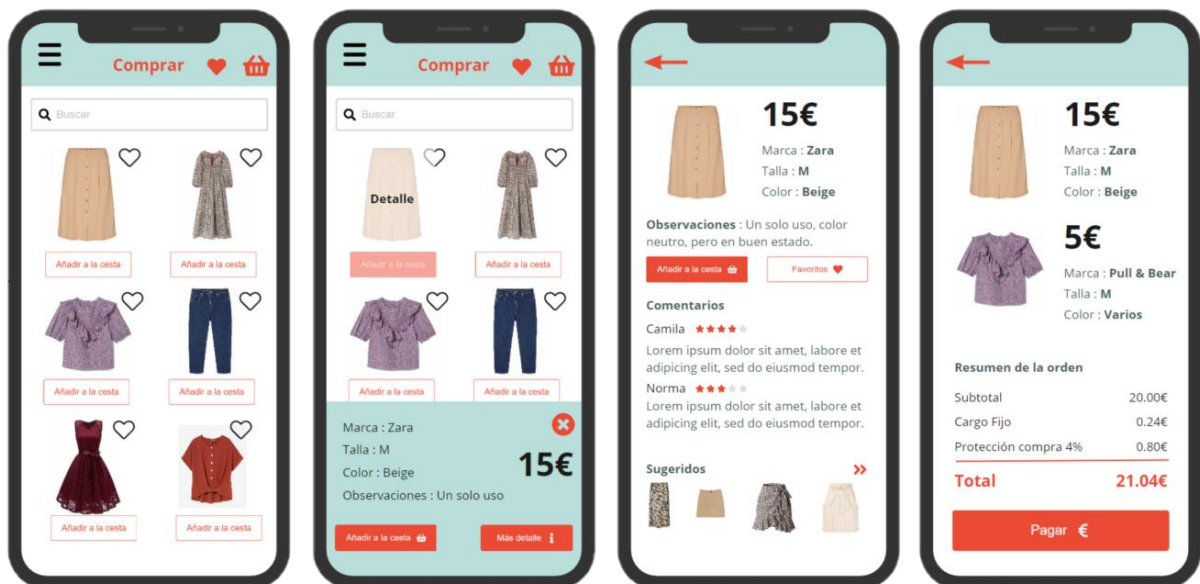 Comprar
Buscar
Añadir a la cesta
Añadir a la cesta
Añadir a la cesta
Añadir a la cesta
Añadir a la cesta
Añadir a la cesta
Comprar
Buscar
Detalle
Añadir a la cesta
Añadir a la cesta
Añadir a la cesta
Añadir a la cesta
Marca : Zara
Talla : M
Color : Beige
15€
Observaciones : Un solo uso
Añadir a la cesta
Más detalle
15€
Marca : Zara
Talla : M
Color : Beige
Observaciones : Un solo uso, color
neutro, pero en buen estado.
Añadir a la cesta
Favoritos
Comentarios
Camila
Lorem ipsum dolor sit amet, labore et
adipicing elit, sed do eiusmod tempor.
Norma
Lorem ipsum dolor sit amet, labore et
adipicing elit, sed do eiusmod tempor.
Sugeridos
15€
Marca : Zara
Talla : M
Color : Beige
5€
Marca : Pull & Bear
Talla : M
Color : Varios
Resumen de la orden
Subtotal 20.00€
Cargo Fijo 0.24€
Protección compra 4% 0.80€
Total 21.04€
Pagar €